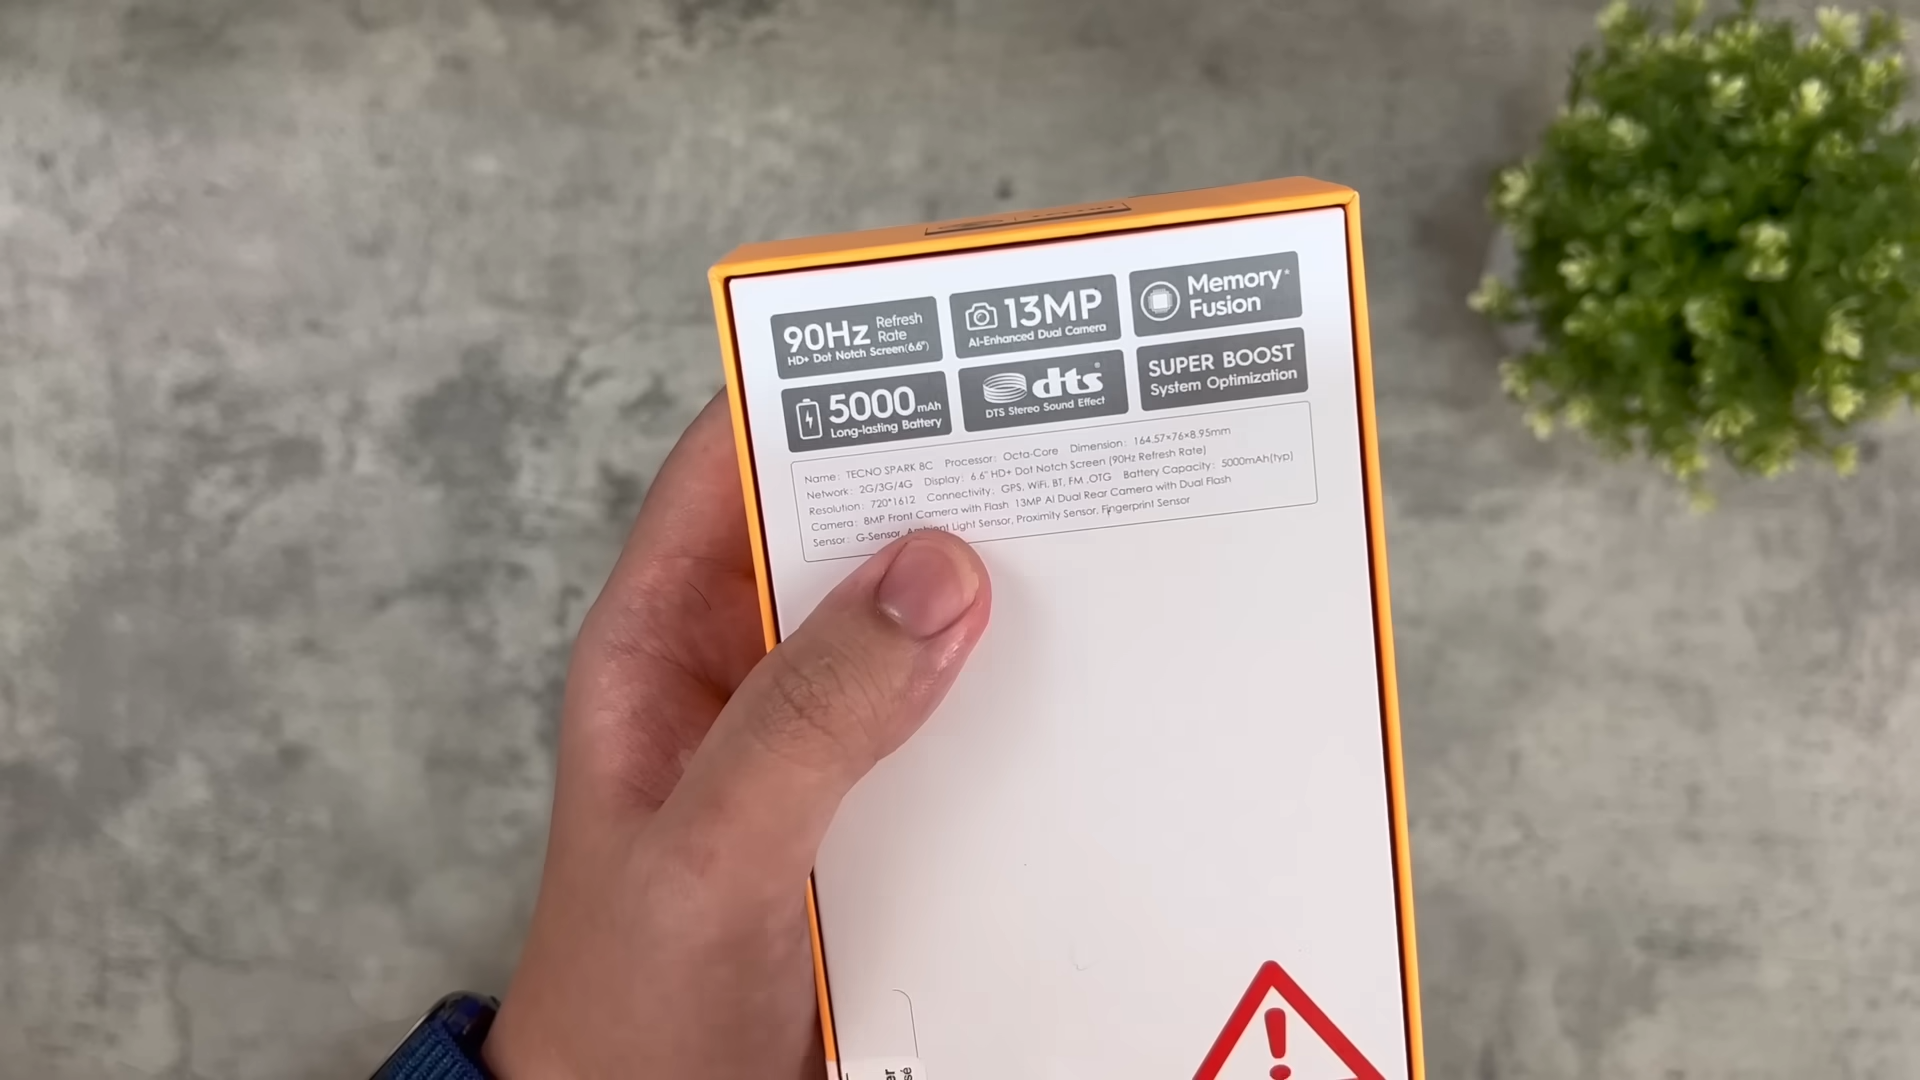 90Hz Refresh Rate
HD+ Dot Notch Screen(6.6")
13MP
AI-Enhanced Dual Camera
Memory*
Fusion
5000mAh
Long-lasting Battery
dts®
DTS Stereo Sound Effect
SUPER BOOST
System Optimization
Name: TECNO SPARK 8C Processor: Octa-Core Dimension: 164.57×76×8.95mm
Network: 2G/3G/4G Display: 6.6" HD+ Dot Notch Screen (90Hz Refresh Rate)
Resolution: 720*1612 Connectivity: GPS, WiFi, BT, FM ,OTG Battery Capacity: 5000mAh(typ)
Camera: 8MP Front Camera with Flash 13MP AI Dual Rear Camera with Dual Flash
Sensor: G-Sensor, Ambient Light Sensor, Proximity Sensor, Fingerprint Sensor